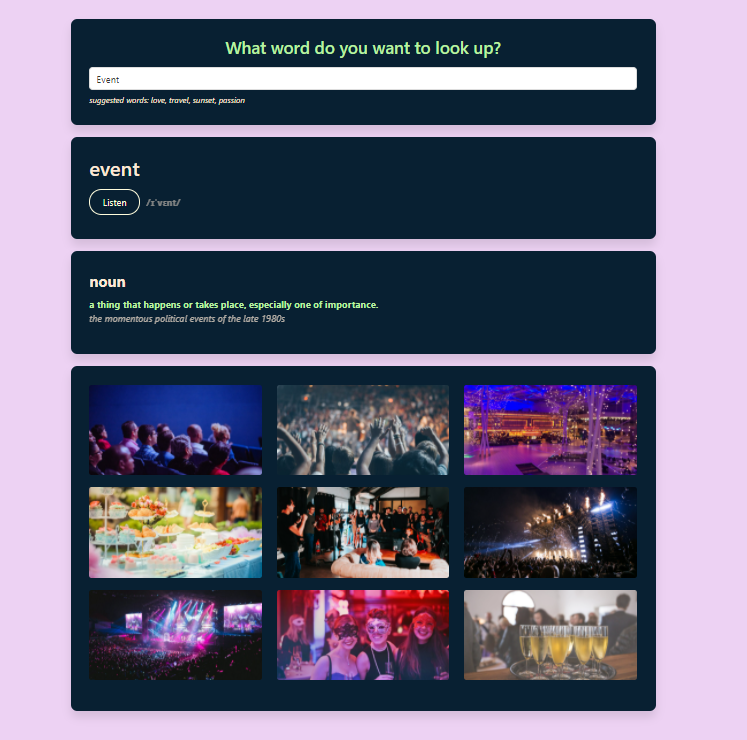 What word do you want to look up?
Event
suggested words: love, travel, sunset, passion
event
Listen /ɪˈvɛnt/
noun
a thing that happens or takes place, especially one of importance.
the momentous political events of the late 1980s